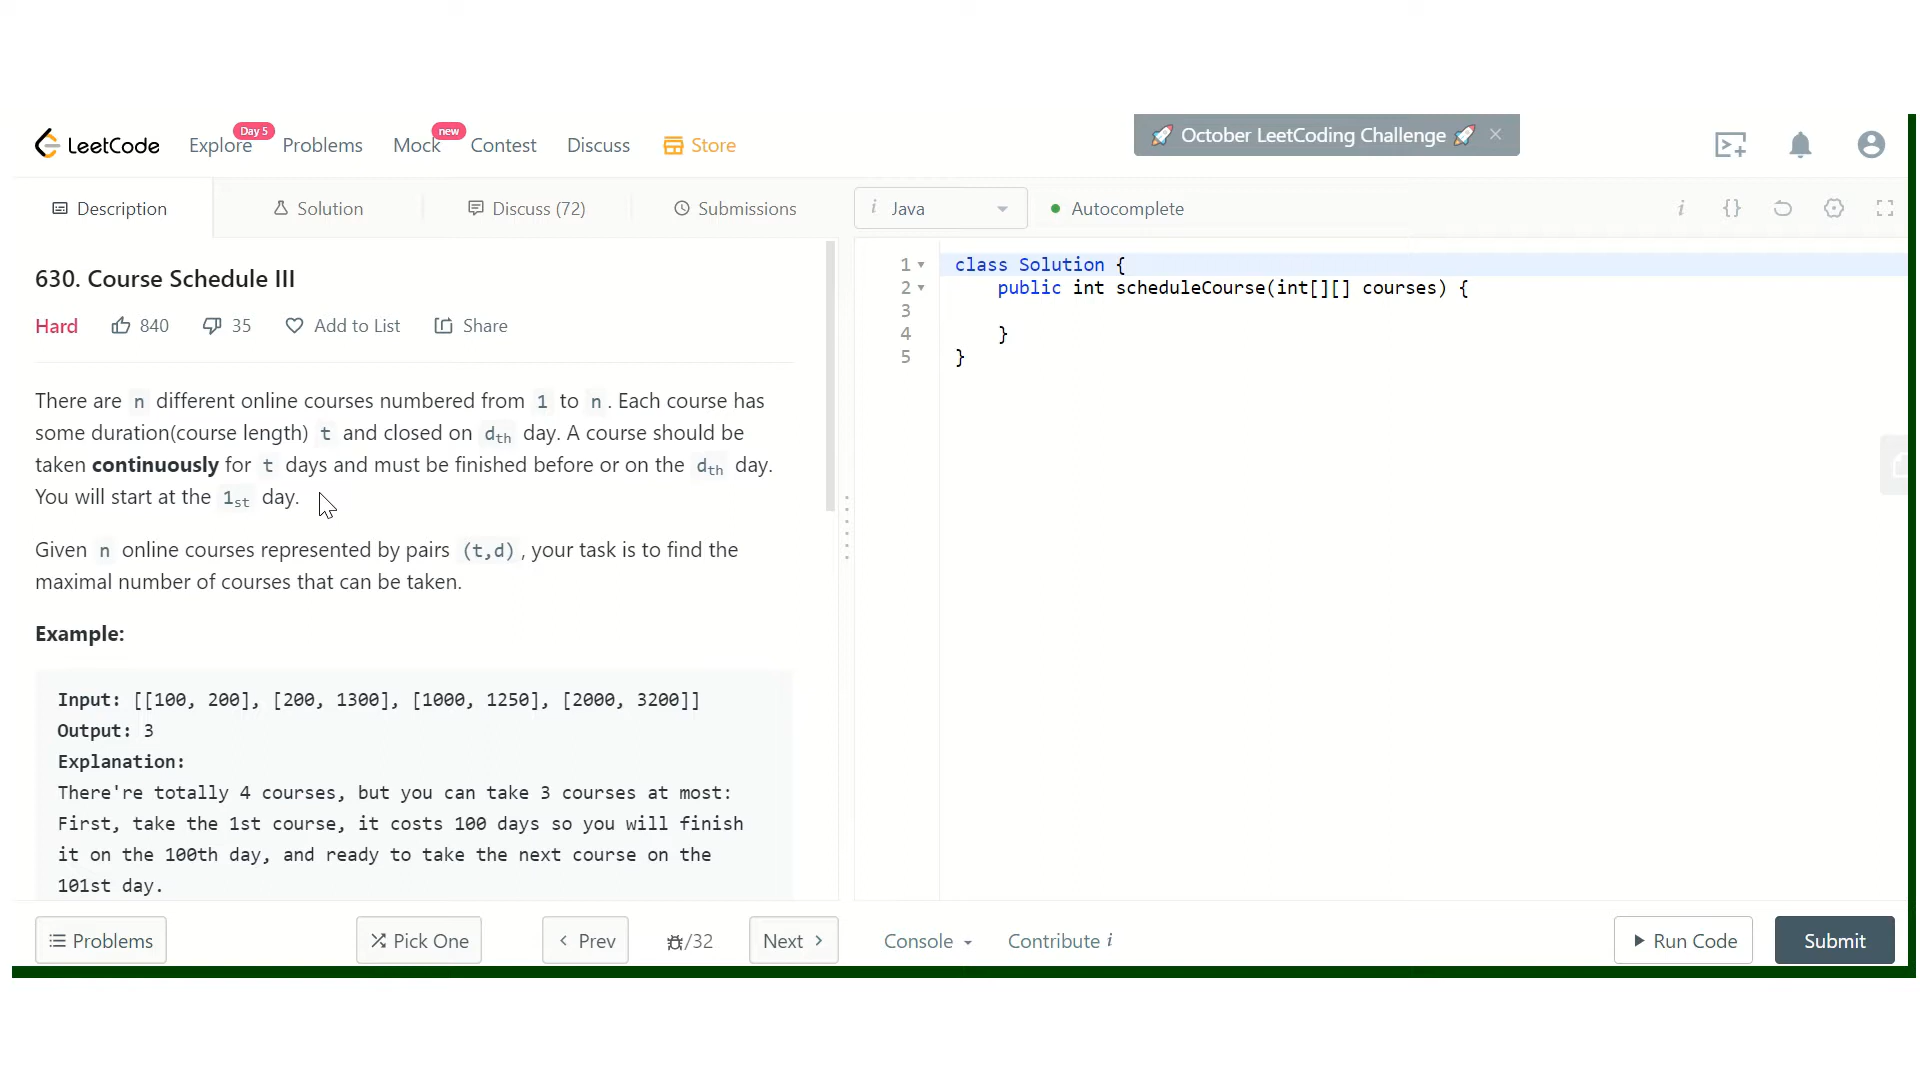 LeetCode
Explore Day 5 Problems Mock new Contest Discuss Store
October LeetCoding Challenge ×
Description Solution Discuss (72) Submissions
i Java Autocomplete i {}
630. Course Schedule III
Hard 840 35 Add to List Share
There are n different online courses numbered from 1 to n. Each course has
some duration(course length) t and closed on dth day. A course should be
taken continuously for t days and must be finished before or on the dth day.
You will start at the 1st day.
Given n online courses represented by pairs (t,d), your task is to find the
maximal number of courses that can be taken.
Example:
Input: [[100, 200], [200, 1300], [1000, 1250], [2000, 3200]]
Output: 3
Explanation:
There're totally 4 courses, but you can take 3 courses at most:
First, take the 1st course, it costs 100 days so you will finish
it on the 100th day, and ready to take the next course on the
101st day.
1 class Solution {
2 public int scheduleCourse(int[][] courses) {
3
4 }
5 }
Problems Pick One < Prev /32 Next > Console Contribute i Run Code Submit